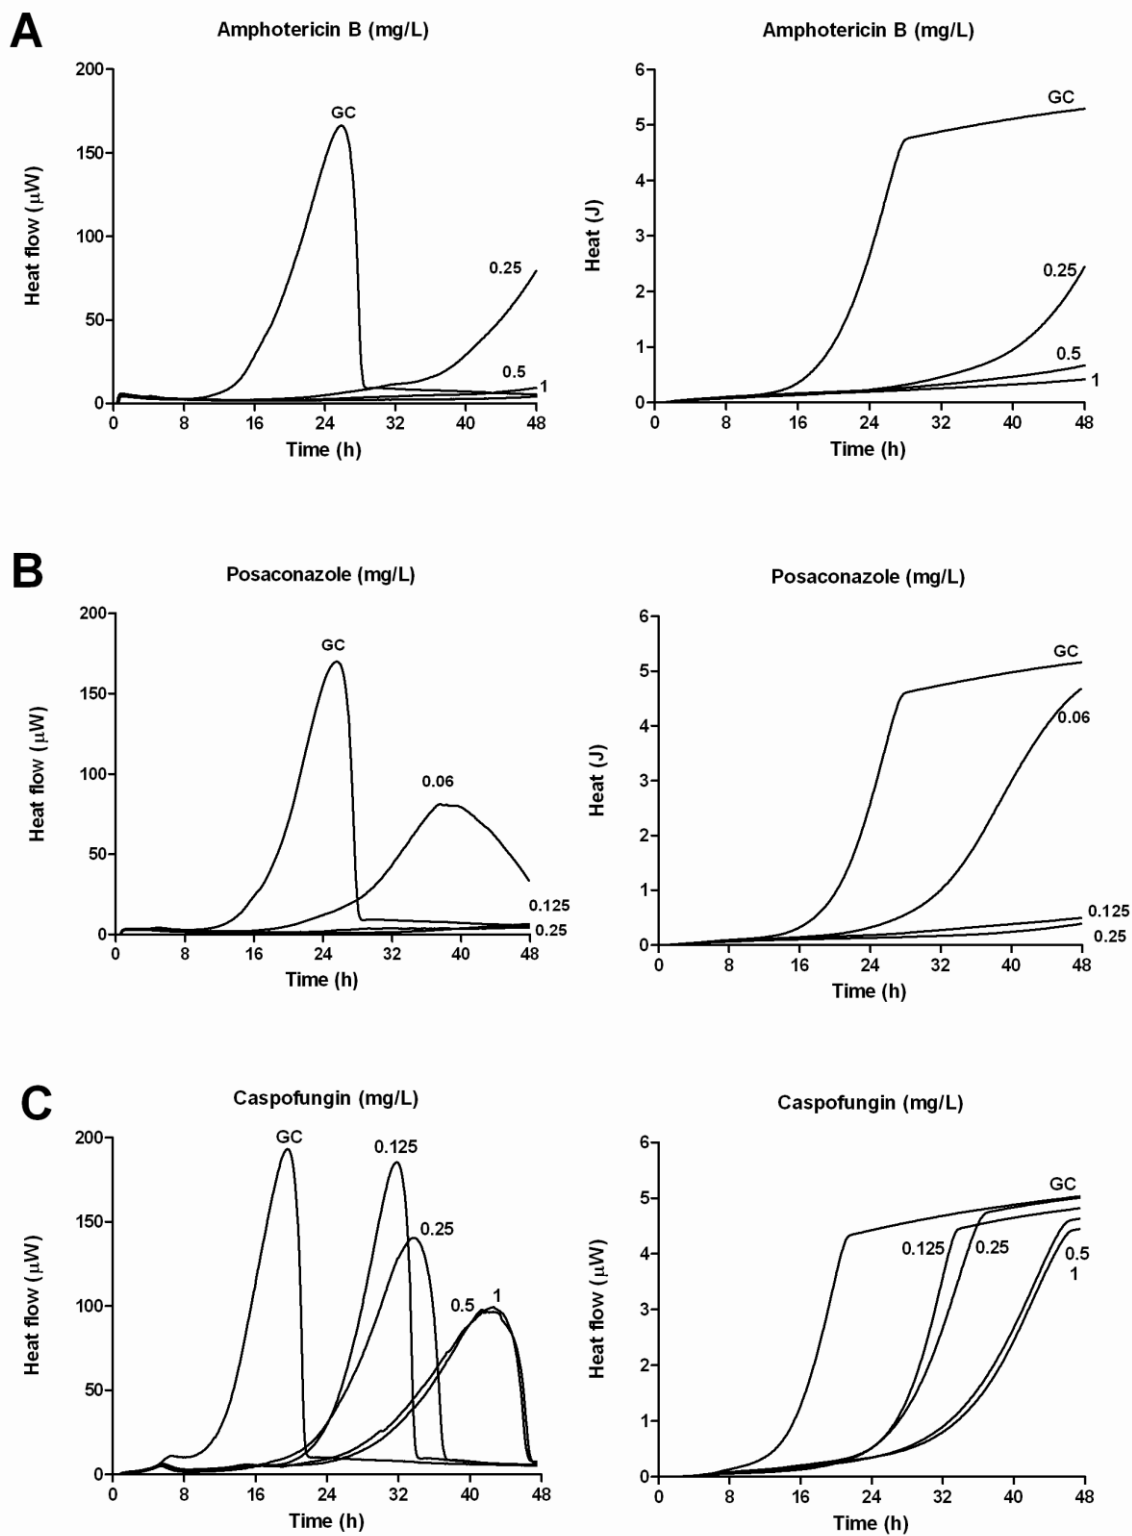 A
Amphotericin B (mg/L)
Amphotericin B (mg/L)
200
150
100
50
0
Heat flow (µW)
GC
0.25
0.5
1
0 8 16 24 32 40 48
Time (h)
6
5
4
3
2
1
0
Heat (J)
GC
0.25
0.5
1
0 8 16 24 32 40 48
Time (h)
B
Posaconazole (mg/L)
Posaconazole (mg/L)
200
150
100
50
0
Heat flow (µW)
GC
0.06
0.125
0.25
0 8 16 24 32 40 48
Time (h)
6
5
4
3
2
1
0
Heat (J)
GC
0.06
0.125
0.25
0 8 16 24 32 40 48
Time (h)
C
Caspofungin (mg/L)
Caspofungin (mg/L)
200
150
100
50
0
Heat flow (µW)
GC
0.125
0.25
0.5
1
0 8 16 24 32 40 48
Time (h)
6
5
4
3
2
1
0
Heat flow (µW)
GC
0.125
0.25
0.5
1
0 8 16 24 32 40 48
Time (h)